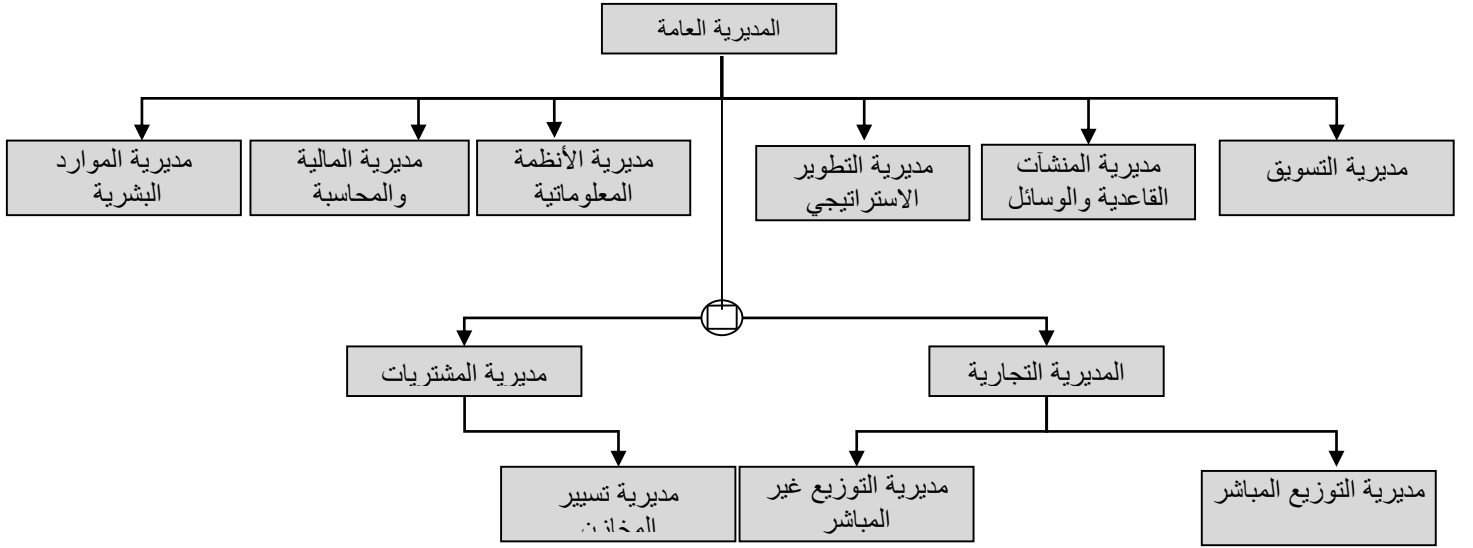 المديرية العامة
مديرية التسويق
مديرية المنشآت
القاعدية والوسائل
مديرية التطوير
الاستراتيجي
مديرية الأنظمة
المعلوماتية
مديرية المالية
والمحاسبة
مديرية الموارد
البشرية
المديرية التجارية
مديرية المشتريات
مديرية التوزيع المباشر
مديرية التوزيع غير
المباشر
مديرية تسيير
المخازن